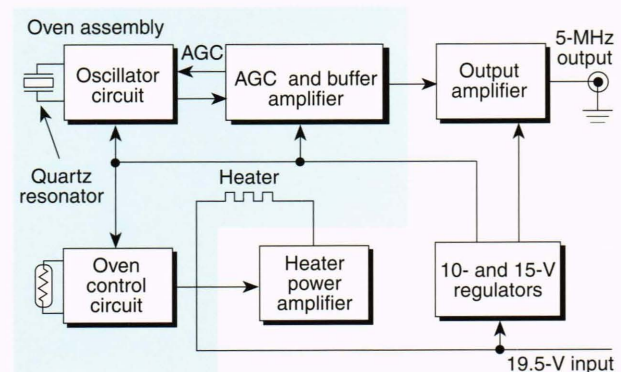 Oven assembly
Oscillator
circuit
AGC
AGC and buffer
amplifier
Output
amplifier
5-MHz
output
Quartz
resonator
Heater
Oven
control
circuit
Heater
power
amplifier
10- and 15-V
regulators
19.5-V input